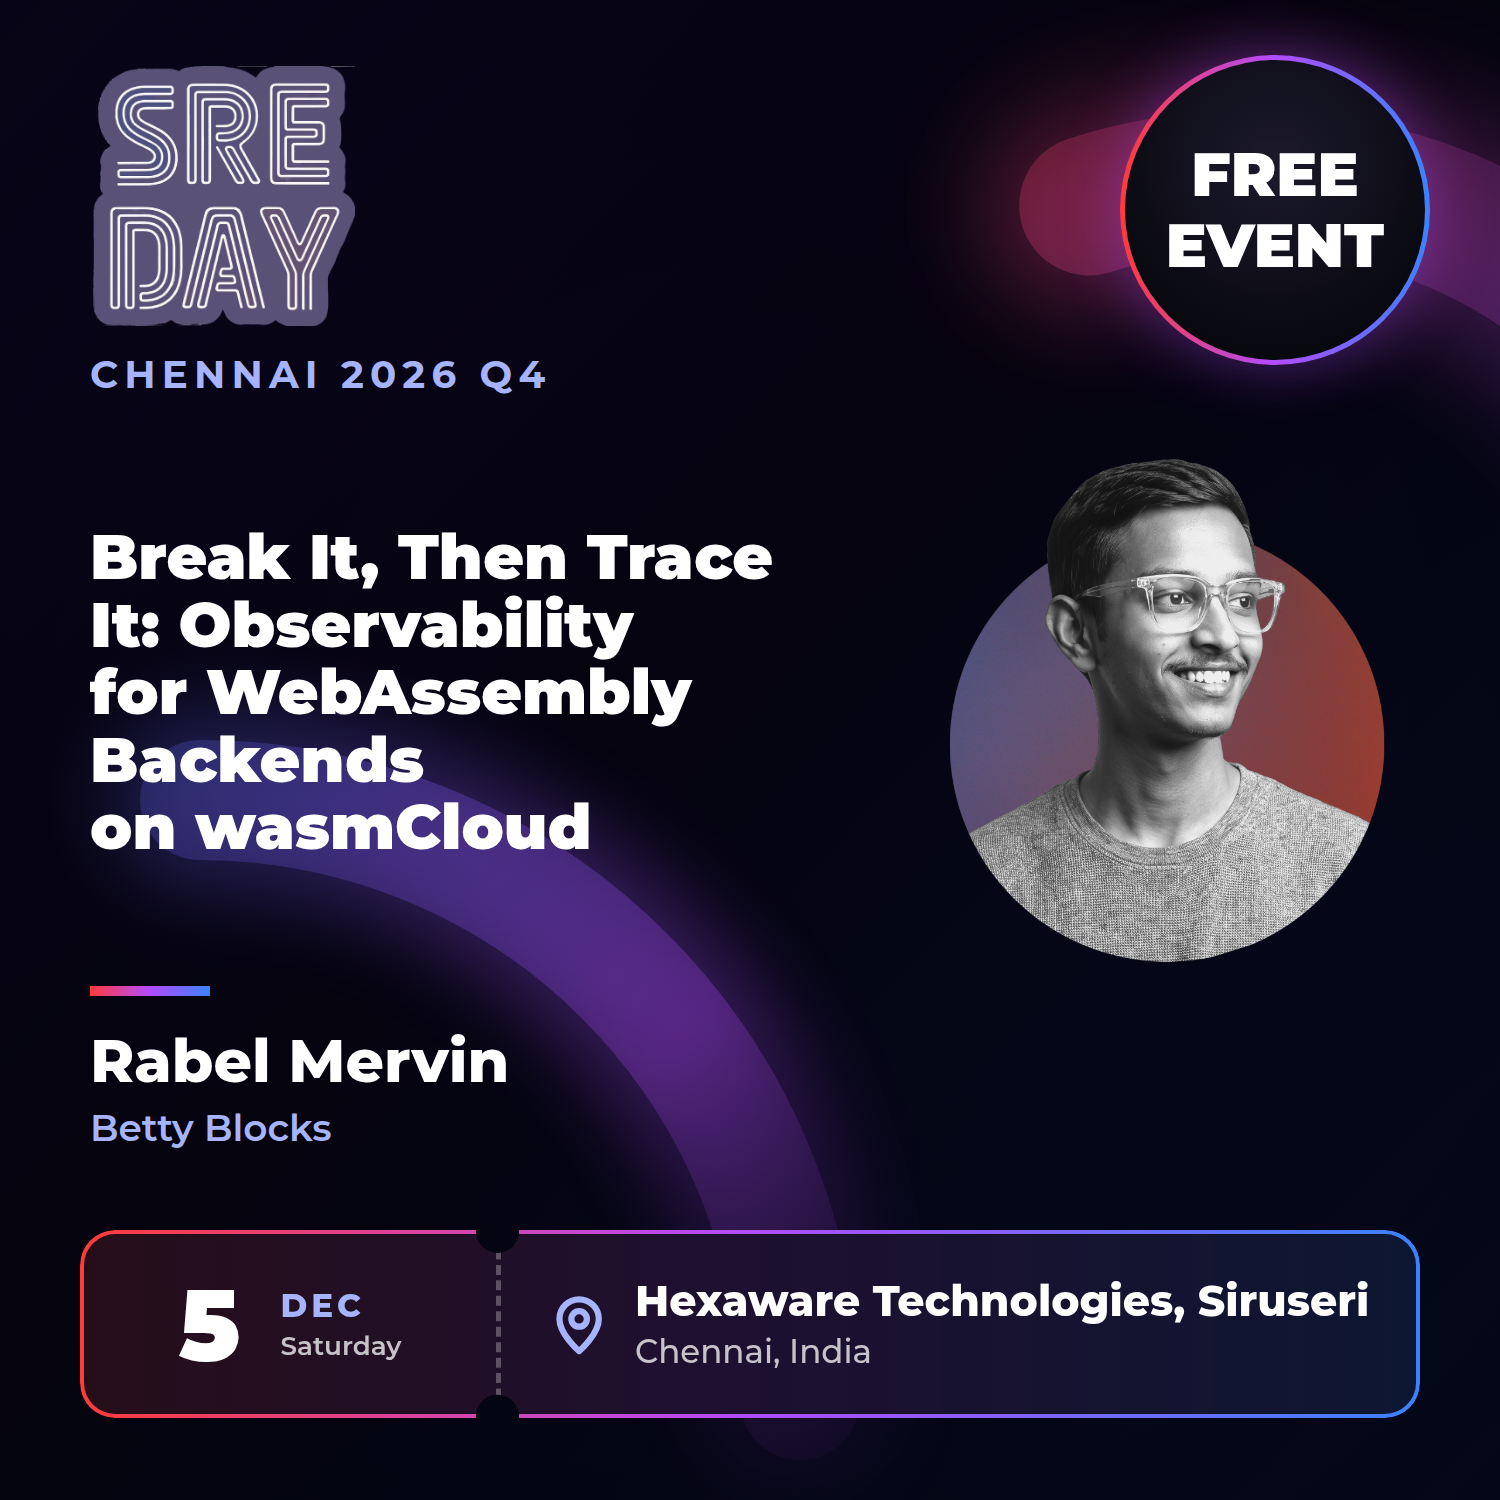 SRE
DAY
CHENNAI 2026 Q4
FREE
EVENT
Break It, Then Trace
It: Observability
for WebAssembly
Backends
on wasmCloud
Rabel Mervin
Betty Blocks
5
DEC
Saturday
Hexaware Technologies, Siruseri
Chennai, India